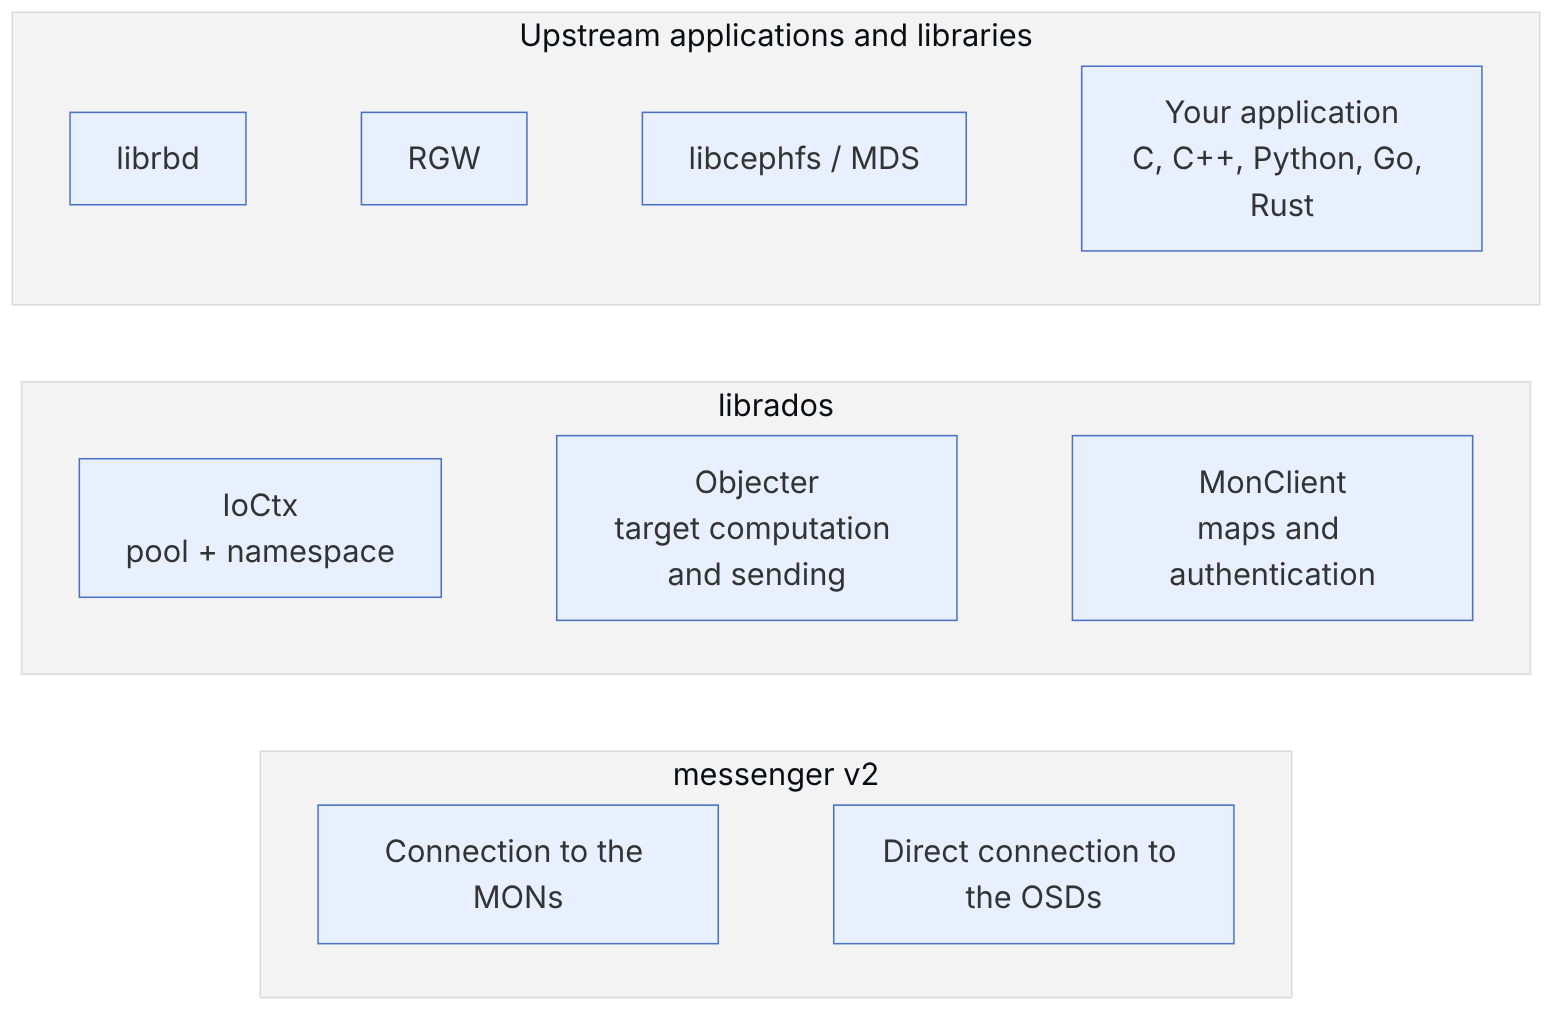 Upstream applications and libraries
librbd
RGW
libcephfs / MDS
Your application
C, C++, Python, Go,
Rust
librados
IoCtx
pool + namespace
Objecter
target computation
and sending
MonClient
maps and
authentication
messenger v2
Connection to the
MONs
Direct connection to
the OSDs